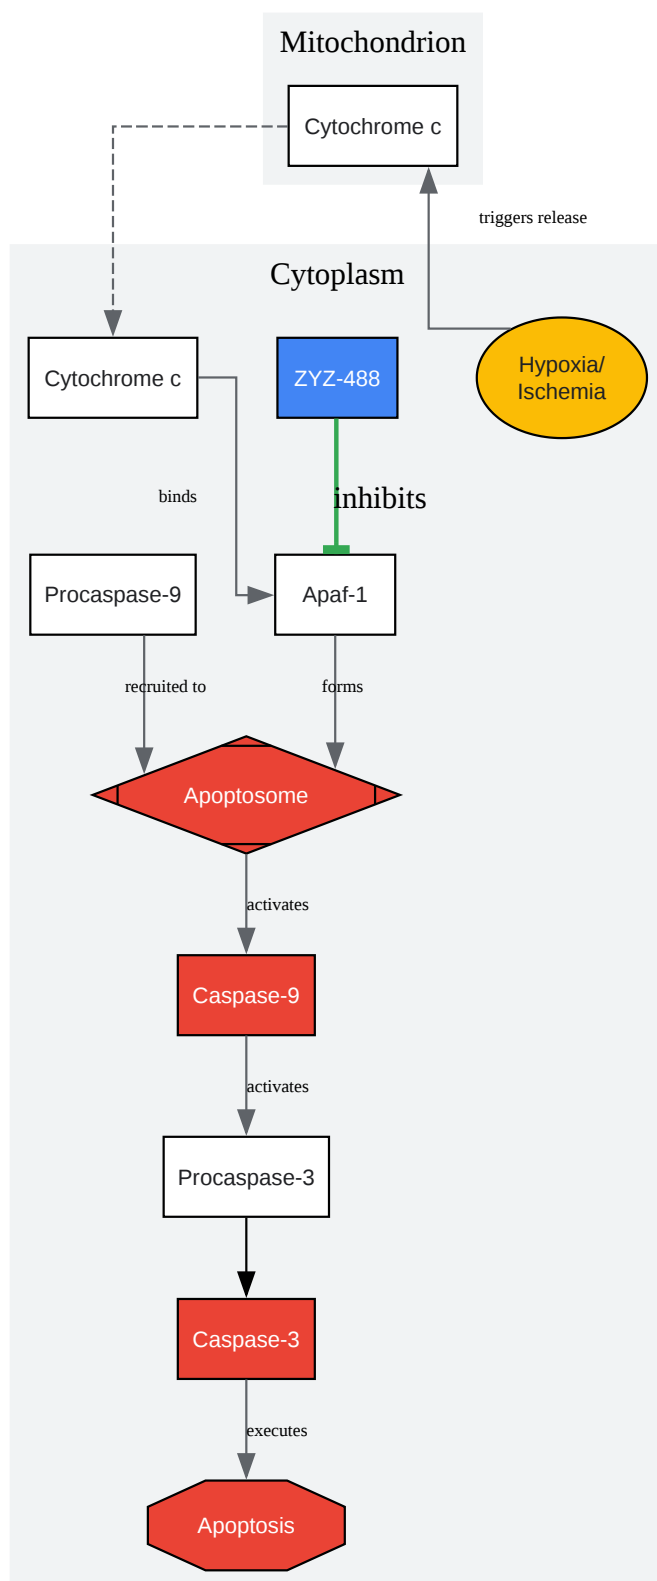 Mitochondrion
Cytochrome c
triggers release
Cytoplasm
Cytochrome c
ZYZ-488
Hypoxia/
Ischemia
binds
inhibits
Procaspase-9
Apaf-1
recruited to
forms
Apoptosome
activates
Caspase-9
activates
Procaspase-3
Caspase-3
executes
Apoptosis